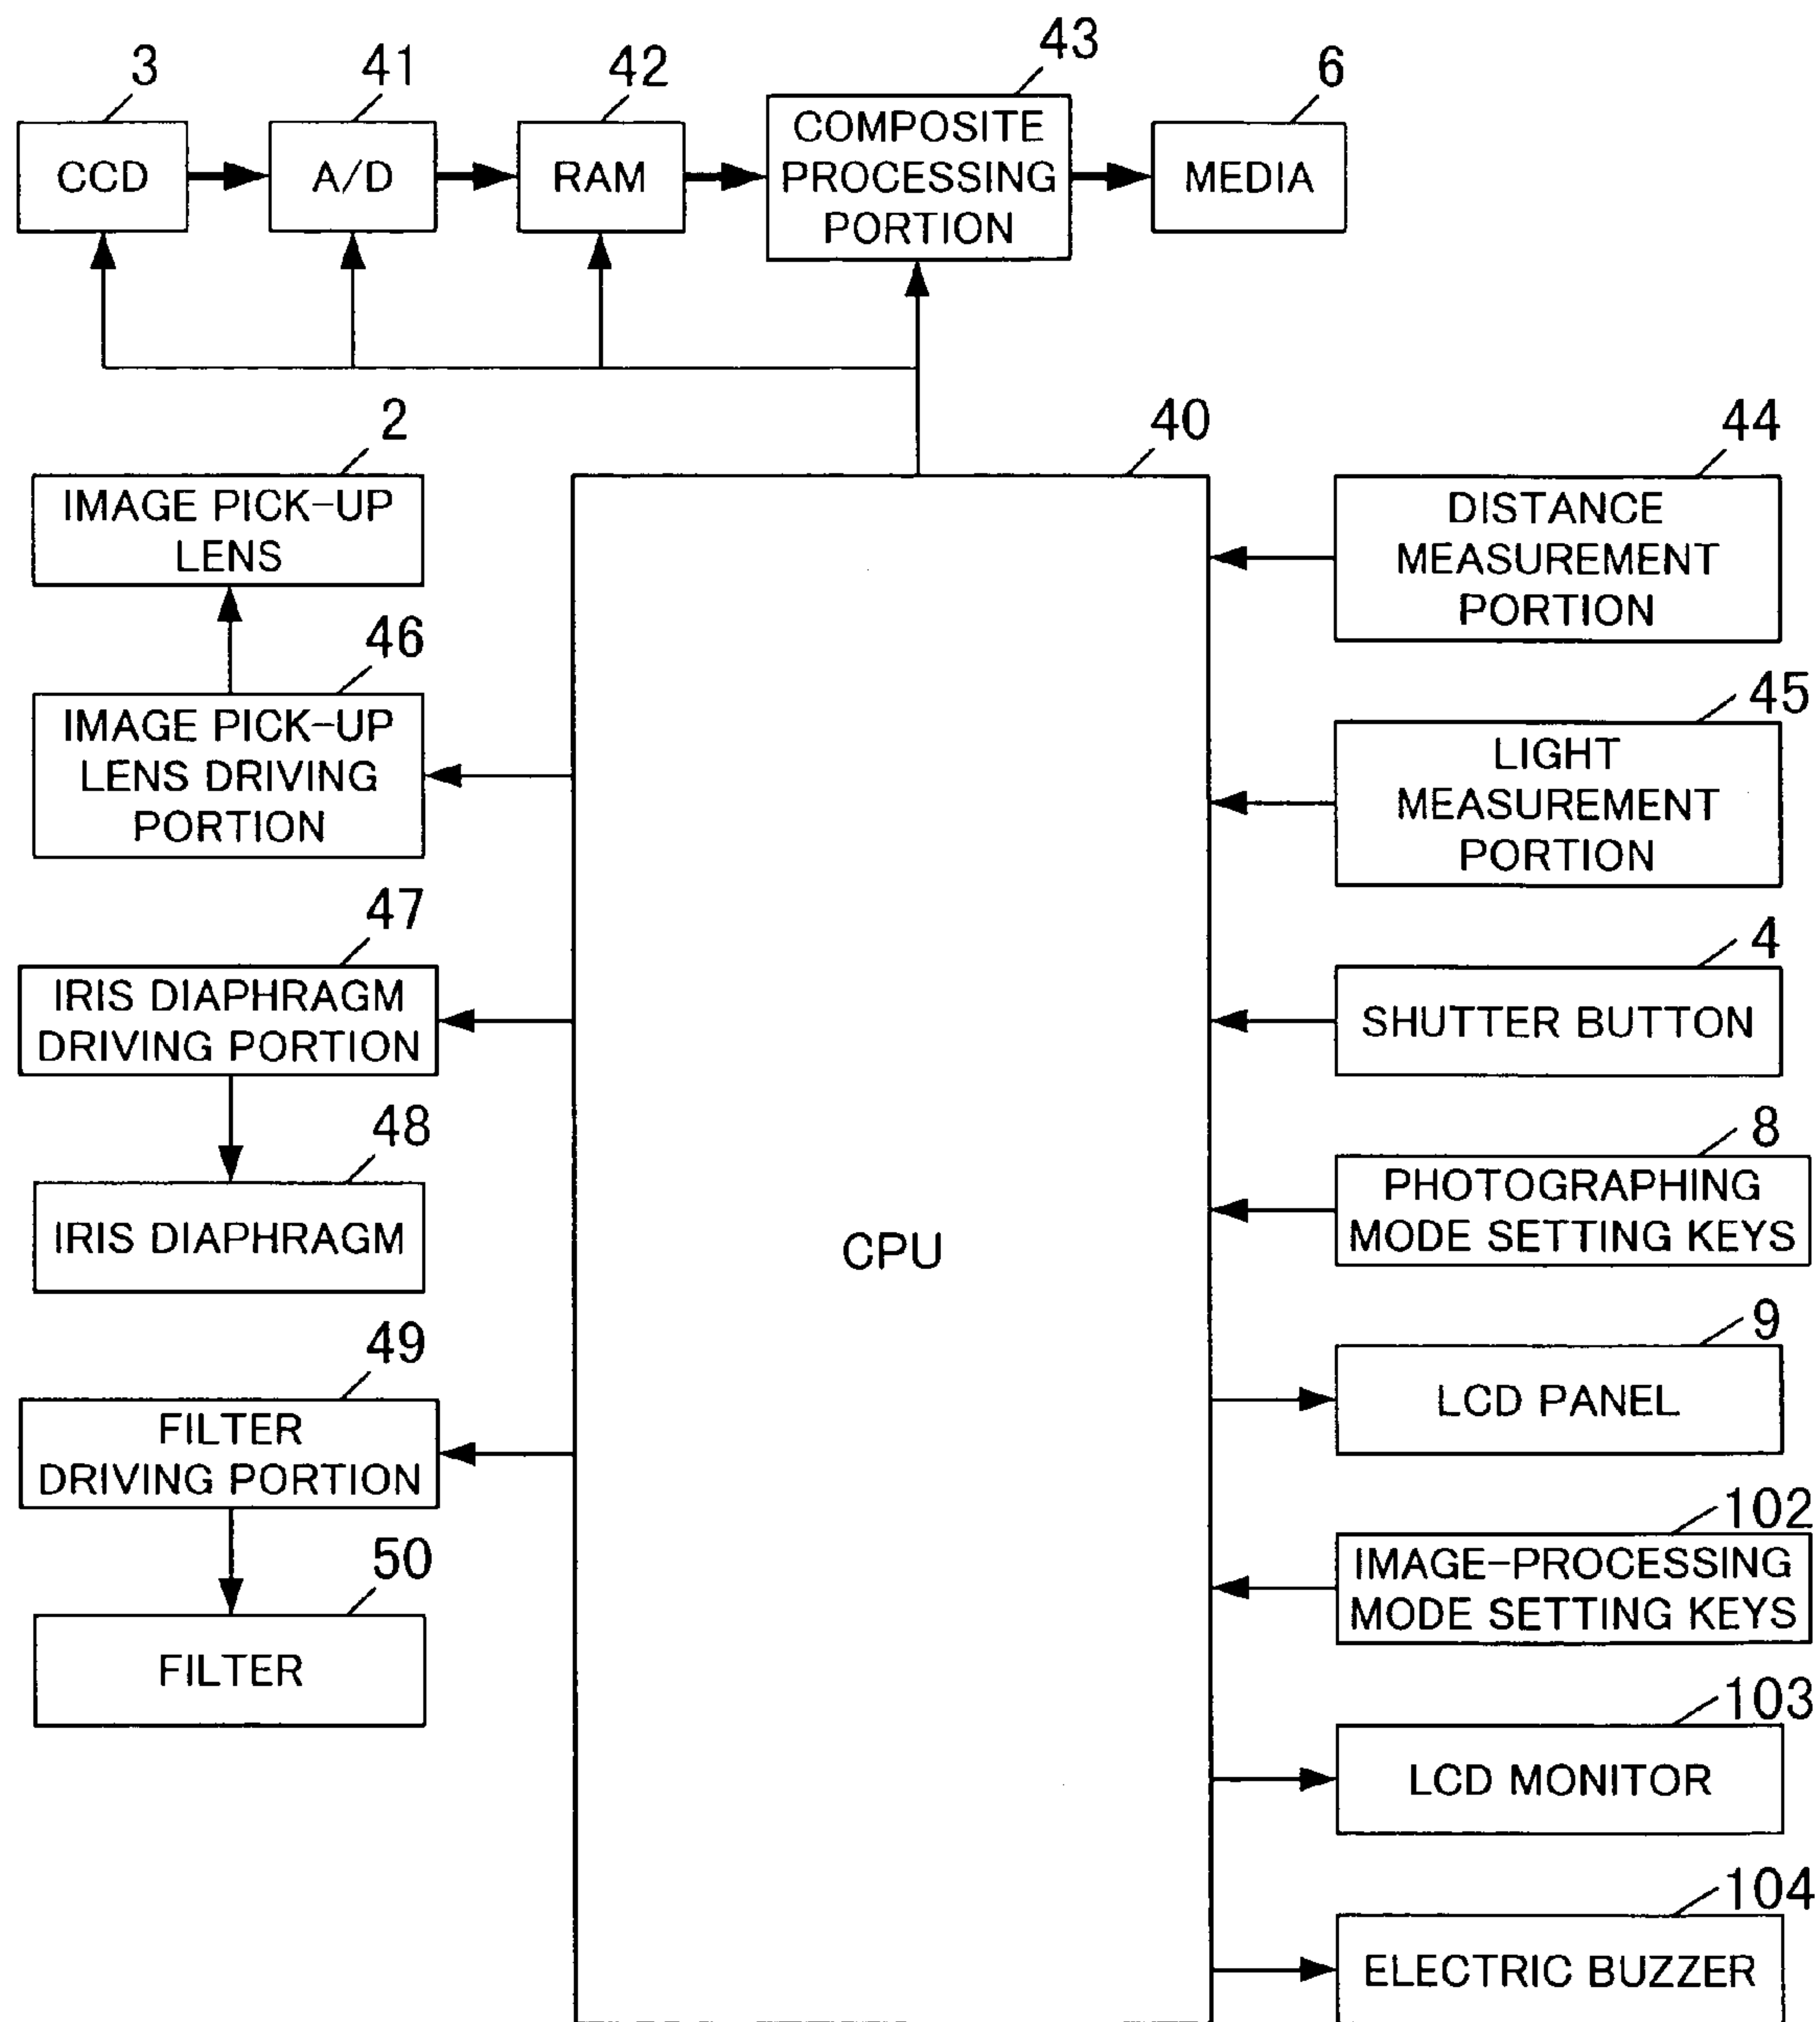 3
41
42
43
6
CCD
A/D
RAM
COMPOSITE
PROCESSING
PORTION
MEDIA
2
IMAGE PICK-UP
LENS
46
IMAGE PICK-UP
LENS DRIVING
PORTION
47
IRIS DIAPHRAGM
DRIVING PORTION
48
IRIS DIAPHRAGM
49
FILTER
DRIVING PORTION
50
FILTER
40
CPU
44
DISTANCE
MEASUREMENT
PORTION
45
LIGHT
MEASUREMENT
PORTION
4
SHUTTER BUTTON
8
PHOTOGRAPHING
MODE SETTING KEYS
9
LCD PANEL
102
IMAGE-PROCESSING
MODE SETTING KEYS
103
LCD MONITOR
104
ELECTRIC BUZZER